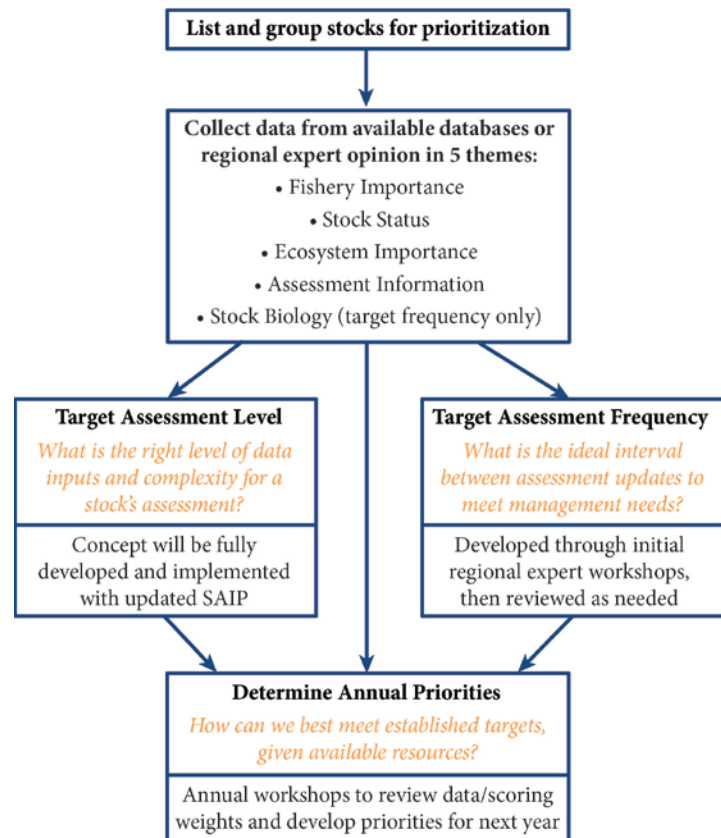 List and group stocks for prioritization
Collect data from available databases or
regional expert opinion in 5 themes:
• Fishery Importance
• Stock Status
• Ecosystem Importance
• Assessment Information
• Stock Biology (target frequency only)
Target Assessment Level
What is the right level of data
inputs and complexity for a
stock's assessment?
Concept will be fully
developed and implemented
with updated SAIP
Target Assessment Frequency
What is the ideal interval
between assessment updates to
meet management needs?
Developed through initial
regional expert workshops,
then reviewed as needed
Determine Annual Priorities
How can we best meet established targets,
given available resources?
Annual workshops to review data/scoring
weights and develop priorities for next year